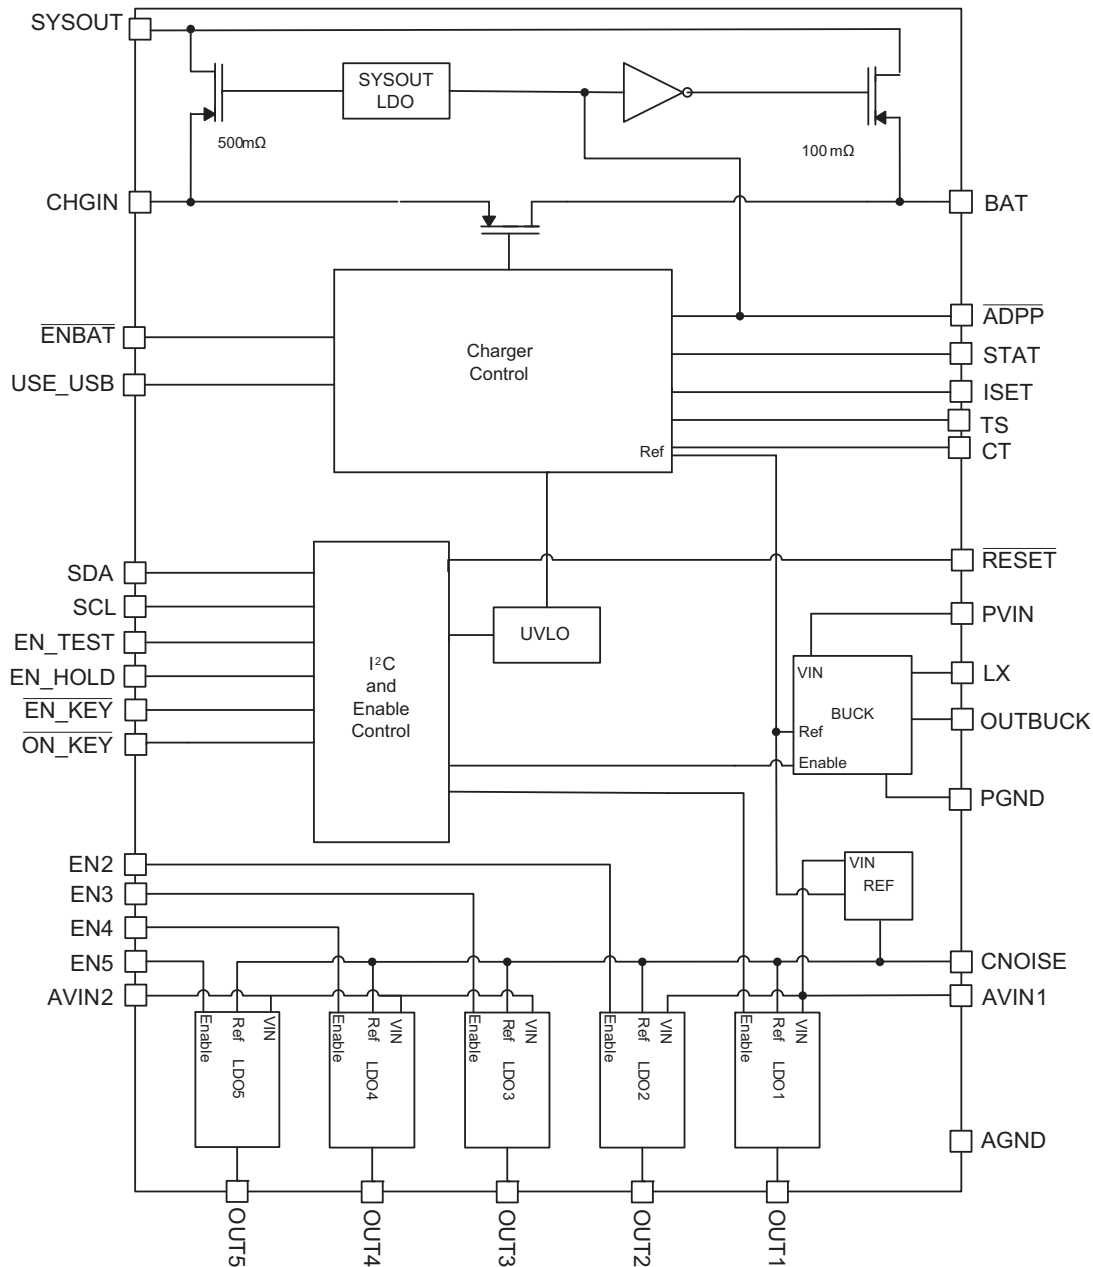 SYSOUT
SYSOUT
LDO
500mΩ
100mΩ
CHGIN
BAT
ENBAT
USE_USB
Charger
Control
Ref
ADPP
STAT
ISET
TS
CT
SDA
SCL
EN_TEST
EN_HOLD
EN_KEY
ON_KEY
I²C
and
Enable
Control
UVLO
RESET
PVIN
LX
OUTBUCK
PGND
VIN
BUCK
Ref
Enable
EN2
EN3
EN4
EN5
AVIN2
VIN
REF
CNOISE
AVIN1
AGND
Enable
Ref
VIN
LDO5
Enable
Ref
VIN
LDO4
Enable
Ref
VIN
LDO3
Enable
Ref
VIN
LDO2
Enable
Ref
VIN
LDO1
OUT5
OUT4
OUT3
OUT2
OUT1